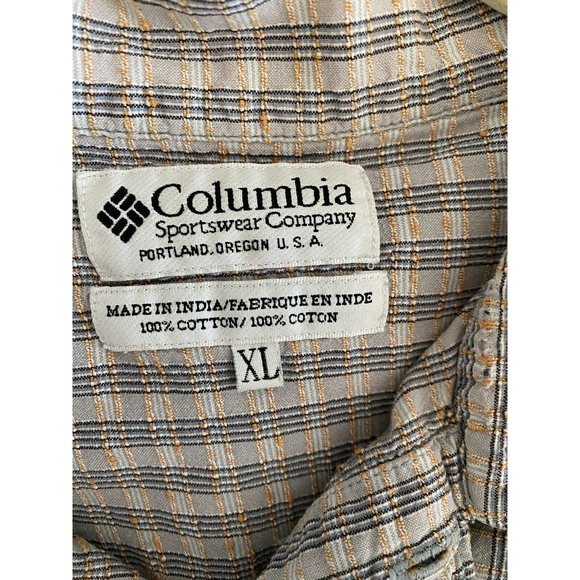 Columbia
Sportswear Company
PORTLAND, OREGON U.S.A.
MADE IN INDIA/FABRIQUE EN INDE
100% COTTON/ 100% COTON
XL